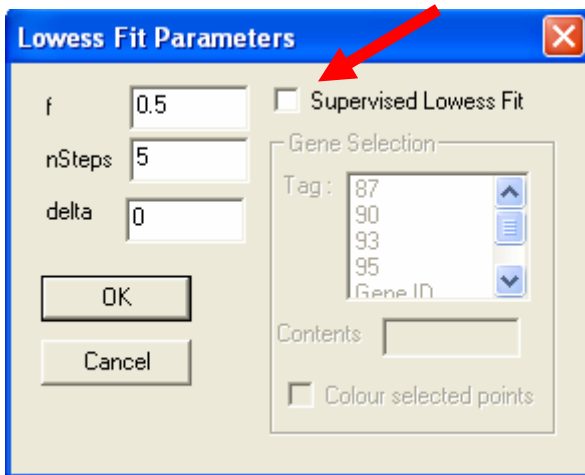 Lowess Fit Parameters
f
0.5
Supervised Lowess Fit
nSteps
5
delta
0
Gene Selection
Tag :
87
90
93
95
Gene ID
OK
Cancel
Contents
Colour selected points